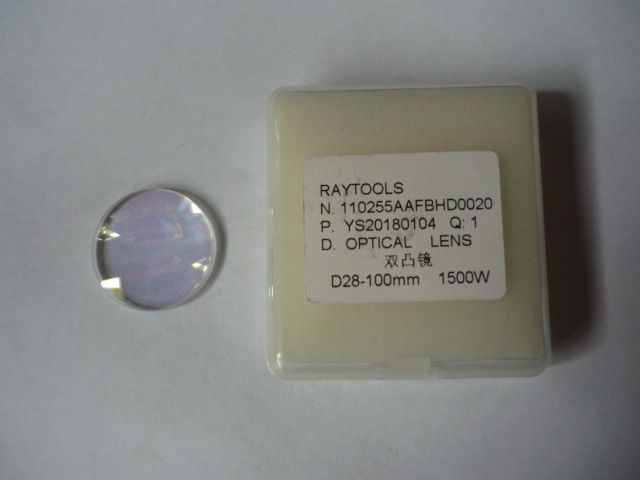 RAYTOOLS
N. 110255AAFBHD0020
P. YS20180104 Q: 1
D. OPTICAL LENS
双凸镜
D28-100mm 1500W